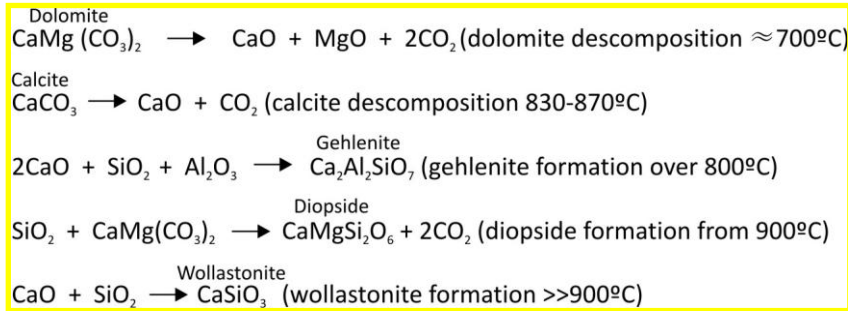 Dolomite
CaMg (CO₃)₂ → CaO + MgO + 2CO₂ (dolomite descomposition ≈700ºC)
Calcite
CaCO₃ → CaO + CO₂ (calcite descomposition 830-870ºC)
Gehlenite
2CaO + SiO₂ + Al₂O₃ → Ca₂Al₂SiO₇ (gehlenite formation over 800ºC)
Diopside
SiO₂ + CaMg(CO₃)₂ → CaMgSi₂O₆ + 2CO₂ (diopside formation from 900ºC)
Wollastonite
CaO + SiO₂ → CaSiO₃ (wollastonite formation >>900ºC)